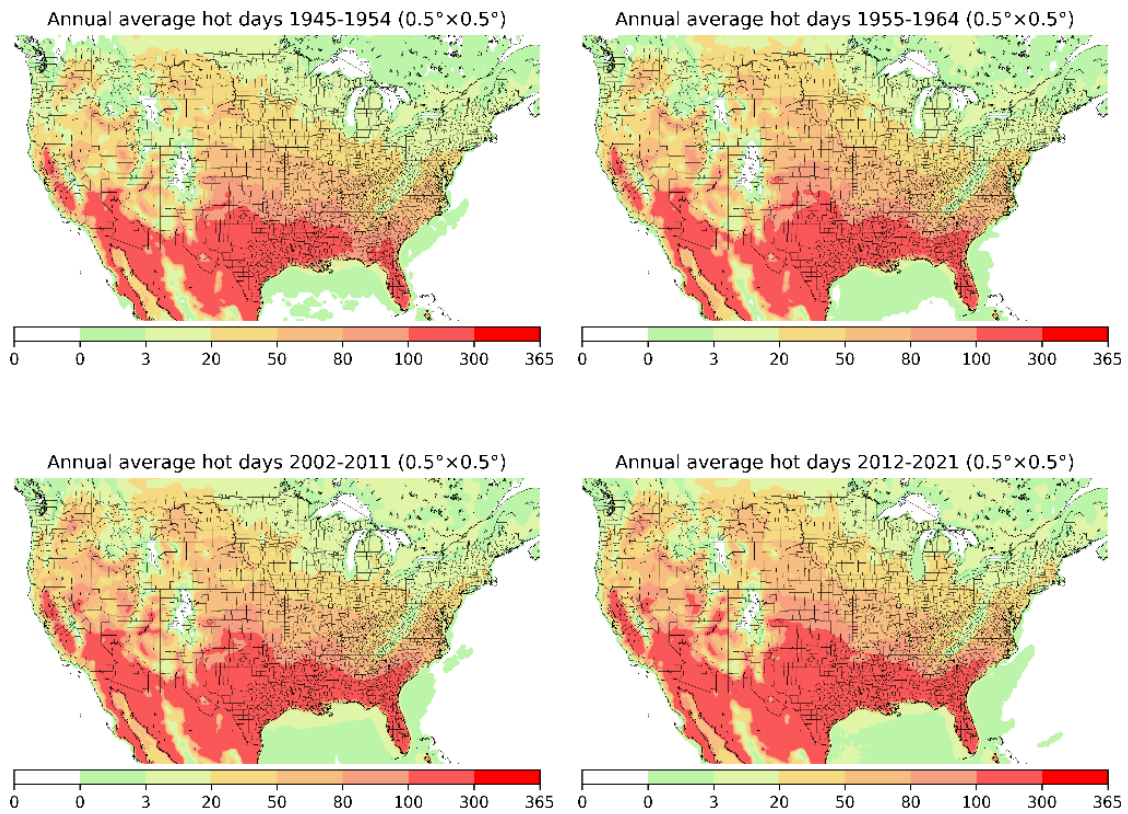 Annual average hot days 1945-1954 (0.5°×0.5°)
Annual average hot days 1955-1964 (0.5°×0.5°)
0 0 3 20 50 80 100 300 365
0 0 3 20 50 80 100 300 365
Annual average hot days 2002-2011 (0.5°×0.5°)
Annual average hot days 2012-2021 (0.5°×0.5°)
0 0 3 20 50 80 100 300 365
0 0 3 20 50 80 100 300 365